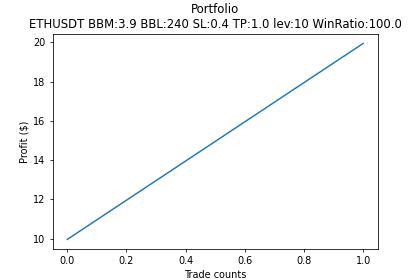 Portfolio
ETHUSDT BBM:3.9 BBL:240 SL:0.4 TP:1.0 lev:10 WinRatio:100.0
20
18
16
14
12
10
Profit ($)
0.0 0.2 0.4 0.6 0.8 1.0
Trade counts